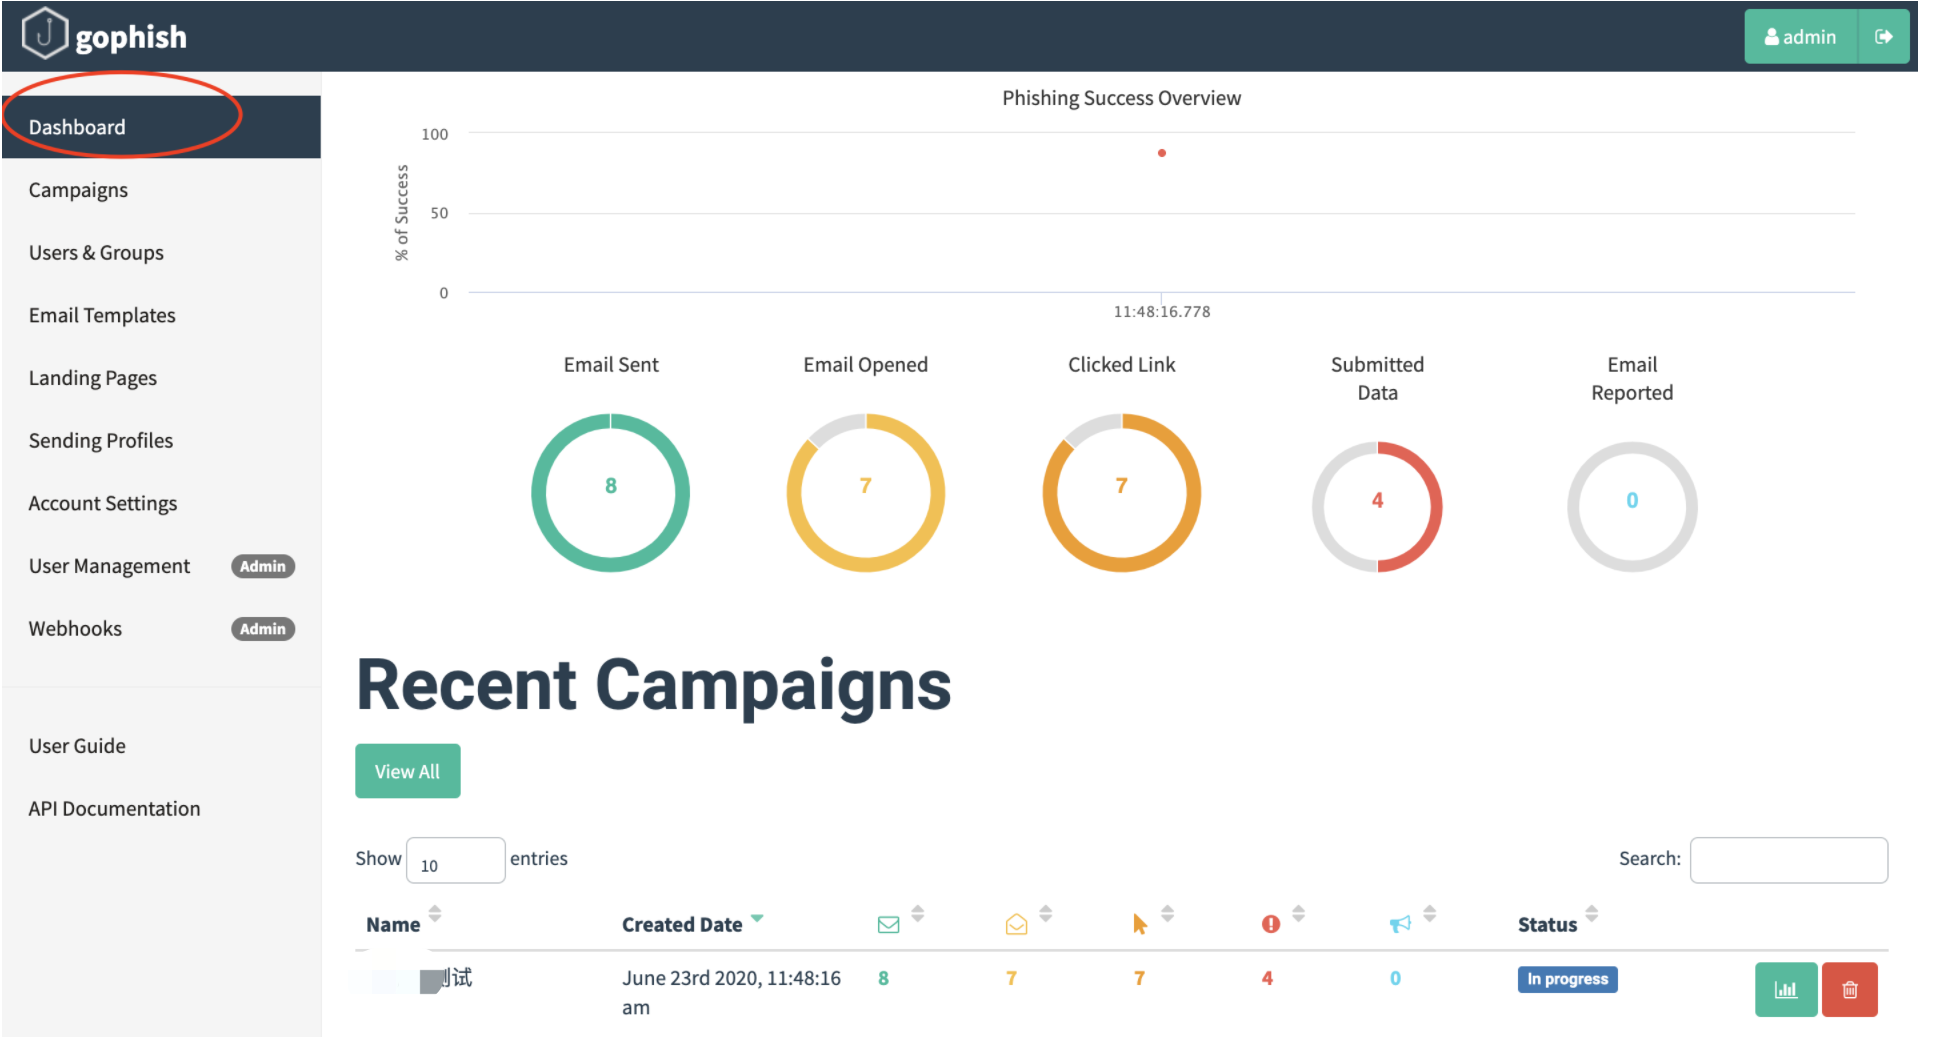 gophish
admin
Dashboard
Campaigns
Users & Groups
Email Templates
Landing Pages
Sending Profiles
Account Settings
User Management Admin
Webhooks Admin
User Guide
API Documentation
Phishing Success Overview
% of Success
100
50
0
11:48:16.778
Email Sent
8
Email Opened
7
Clicked Link
7
Submitted
Data
4
Email
Reported
0
Recent Campaigns
View All
Show 10 entries
Search:
Name Created Date Status
试 June 23rd 2020, 11:48:16 8 7 7 4 0 In progress
am